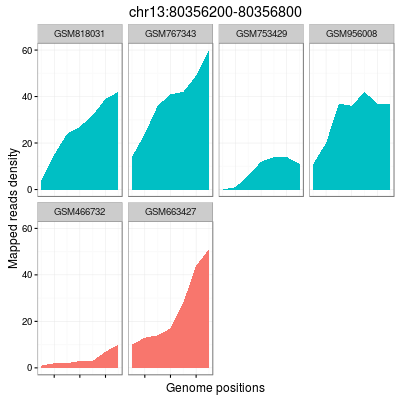 chr13:80356200-80356800
GSM818031 GSM767343 GSM753429 GSM956008
60
40
20
0
GSM466732 GSM663427
60
40
20
0
Mapped reads density
Genome positions